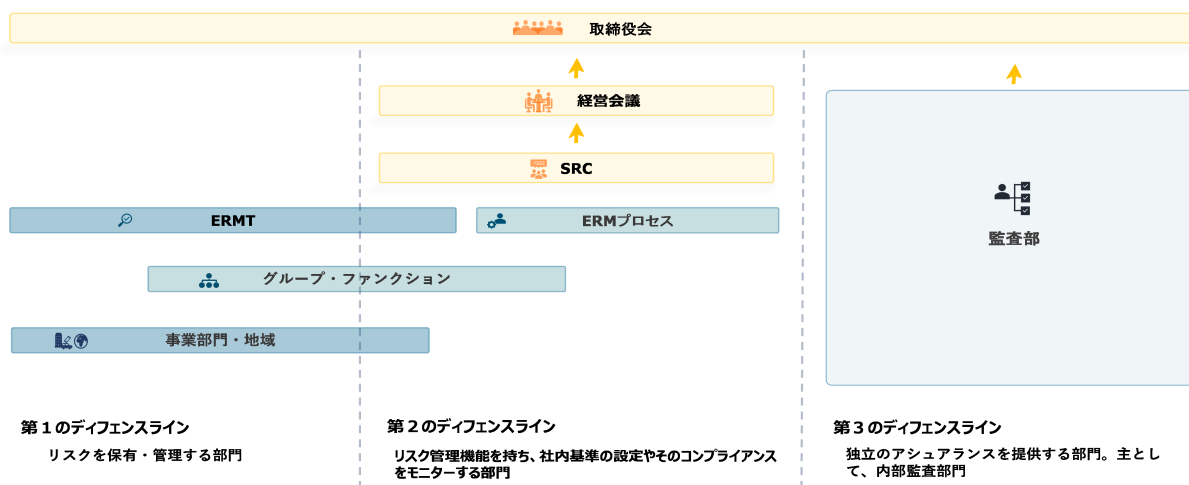 取締役会
経営会議
SRC
ERMT
ERMプロセス
グループ・ファンクション
事業部門・地域
監査部
第１のディフェンスライン
リスクを保有・管理する部門
第２のディフェンスライン
リスク管理機能を持ち、社内基準の設定やそのコンプライアンス
をモニターする部門
第３のディフェンスライン
独立のアシュアランスを提供する部門。主とし
て、内部監査部門